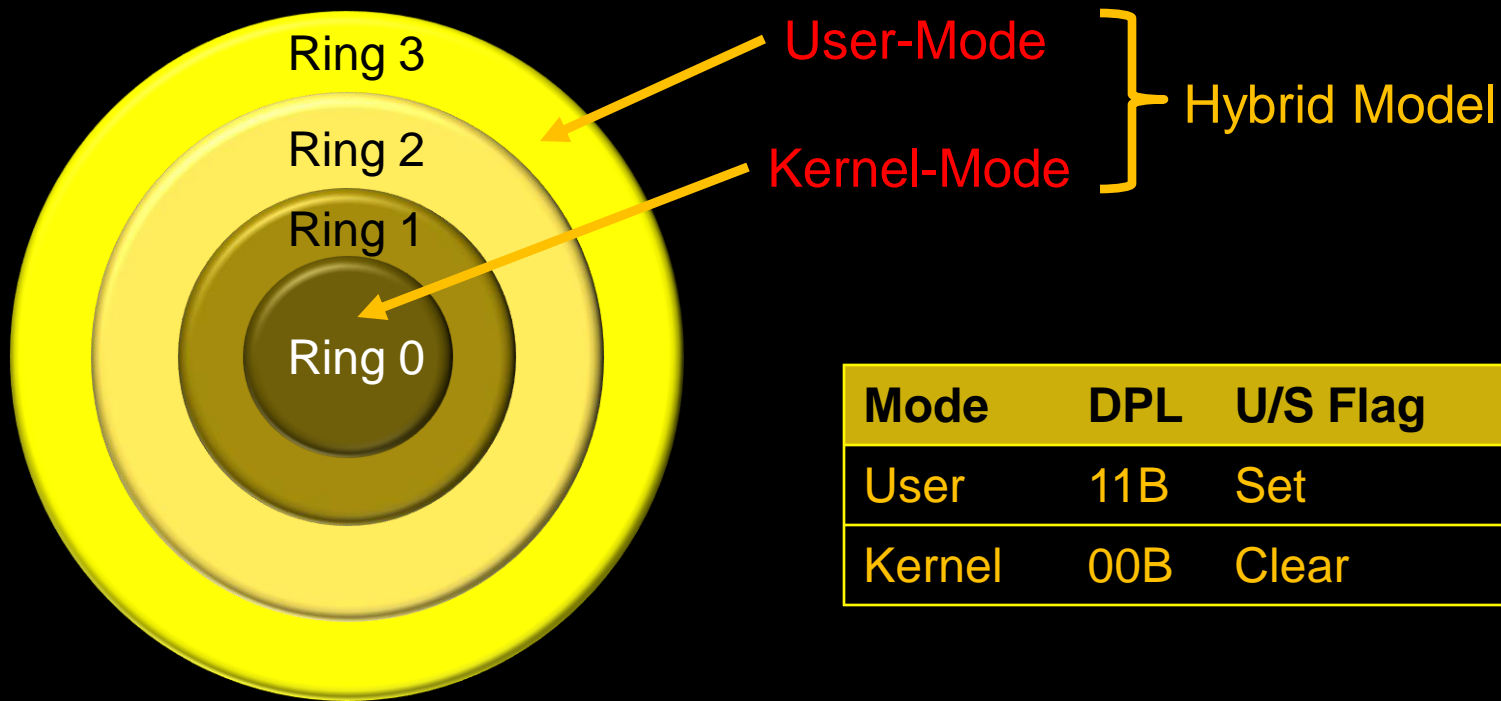 Ring 3
Ring 2
Ring 1
Ring 0
User-Mode
Kernel-Mode
Hybrid Model
Mode DPL U/S Flag
User 11B Set
Kernel 00B Clear